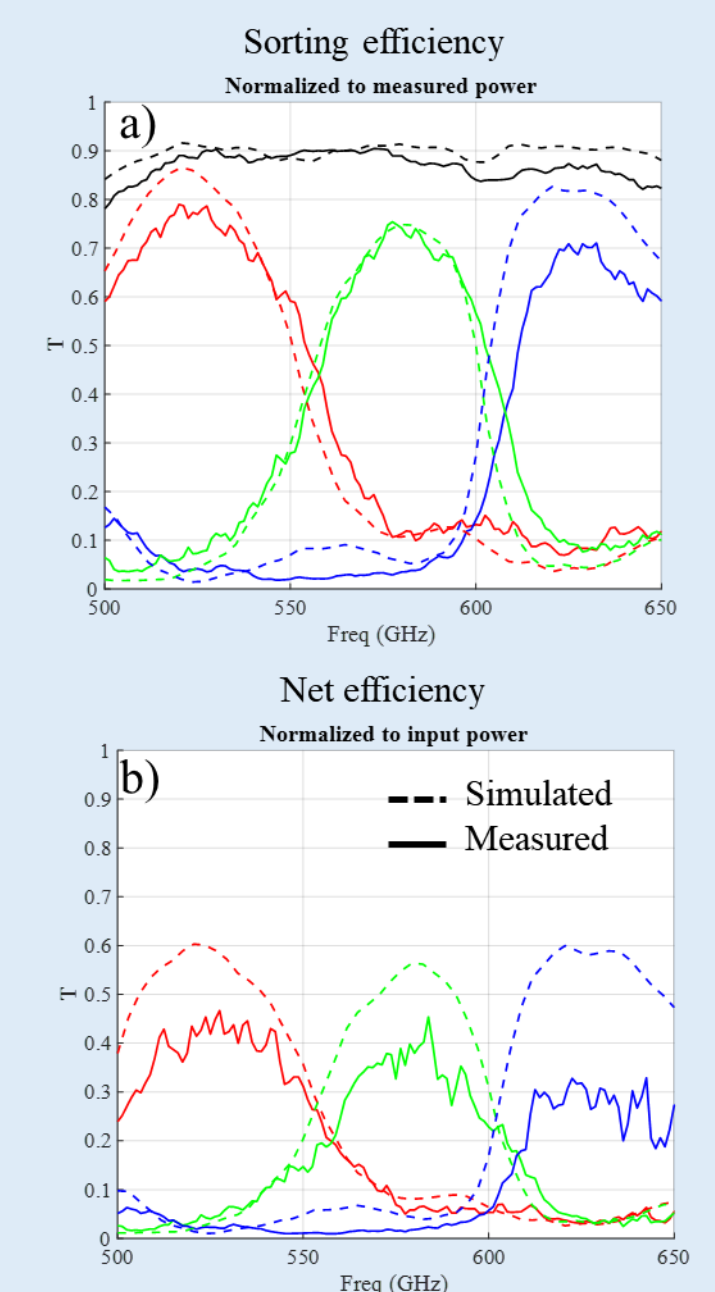 Sorting efficiency
Normalized to measured power
a)
1
0.9
0.8
0.7
0.6
0.5
0.4
0.3
0.2
0.1
0
T
500
550
600
650
Freq (GHz)
Net efficiency
Normalized to input power
b)
Simulated
Measured
1
0.9
0.8
0.7
0.6
0.5
0.4
0.3
0.2
0.1
0
T
500
550
600
650
Freq (GHz)